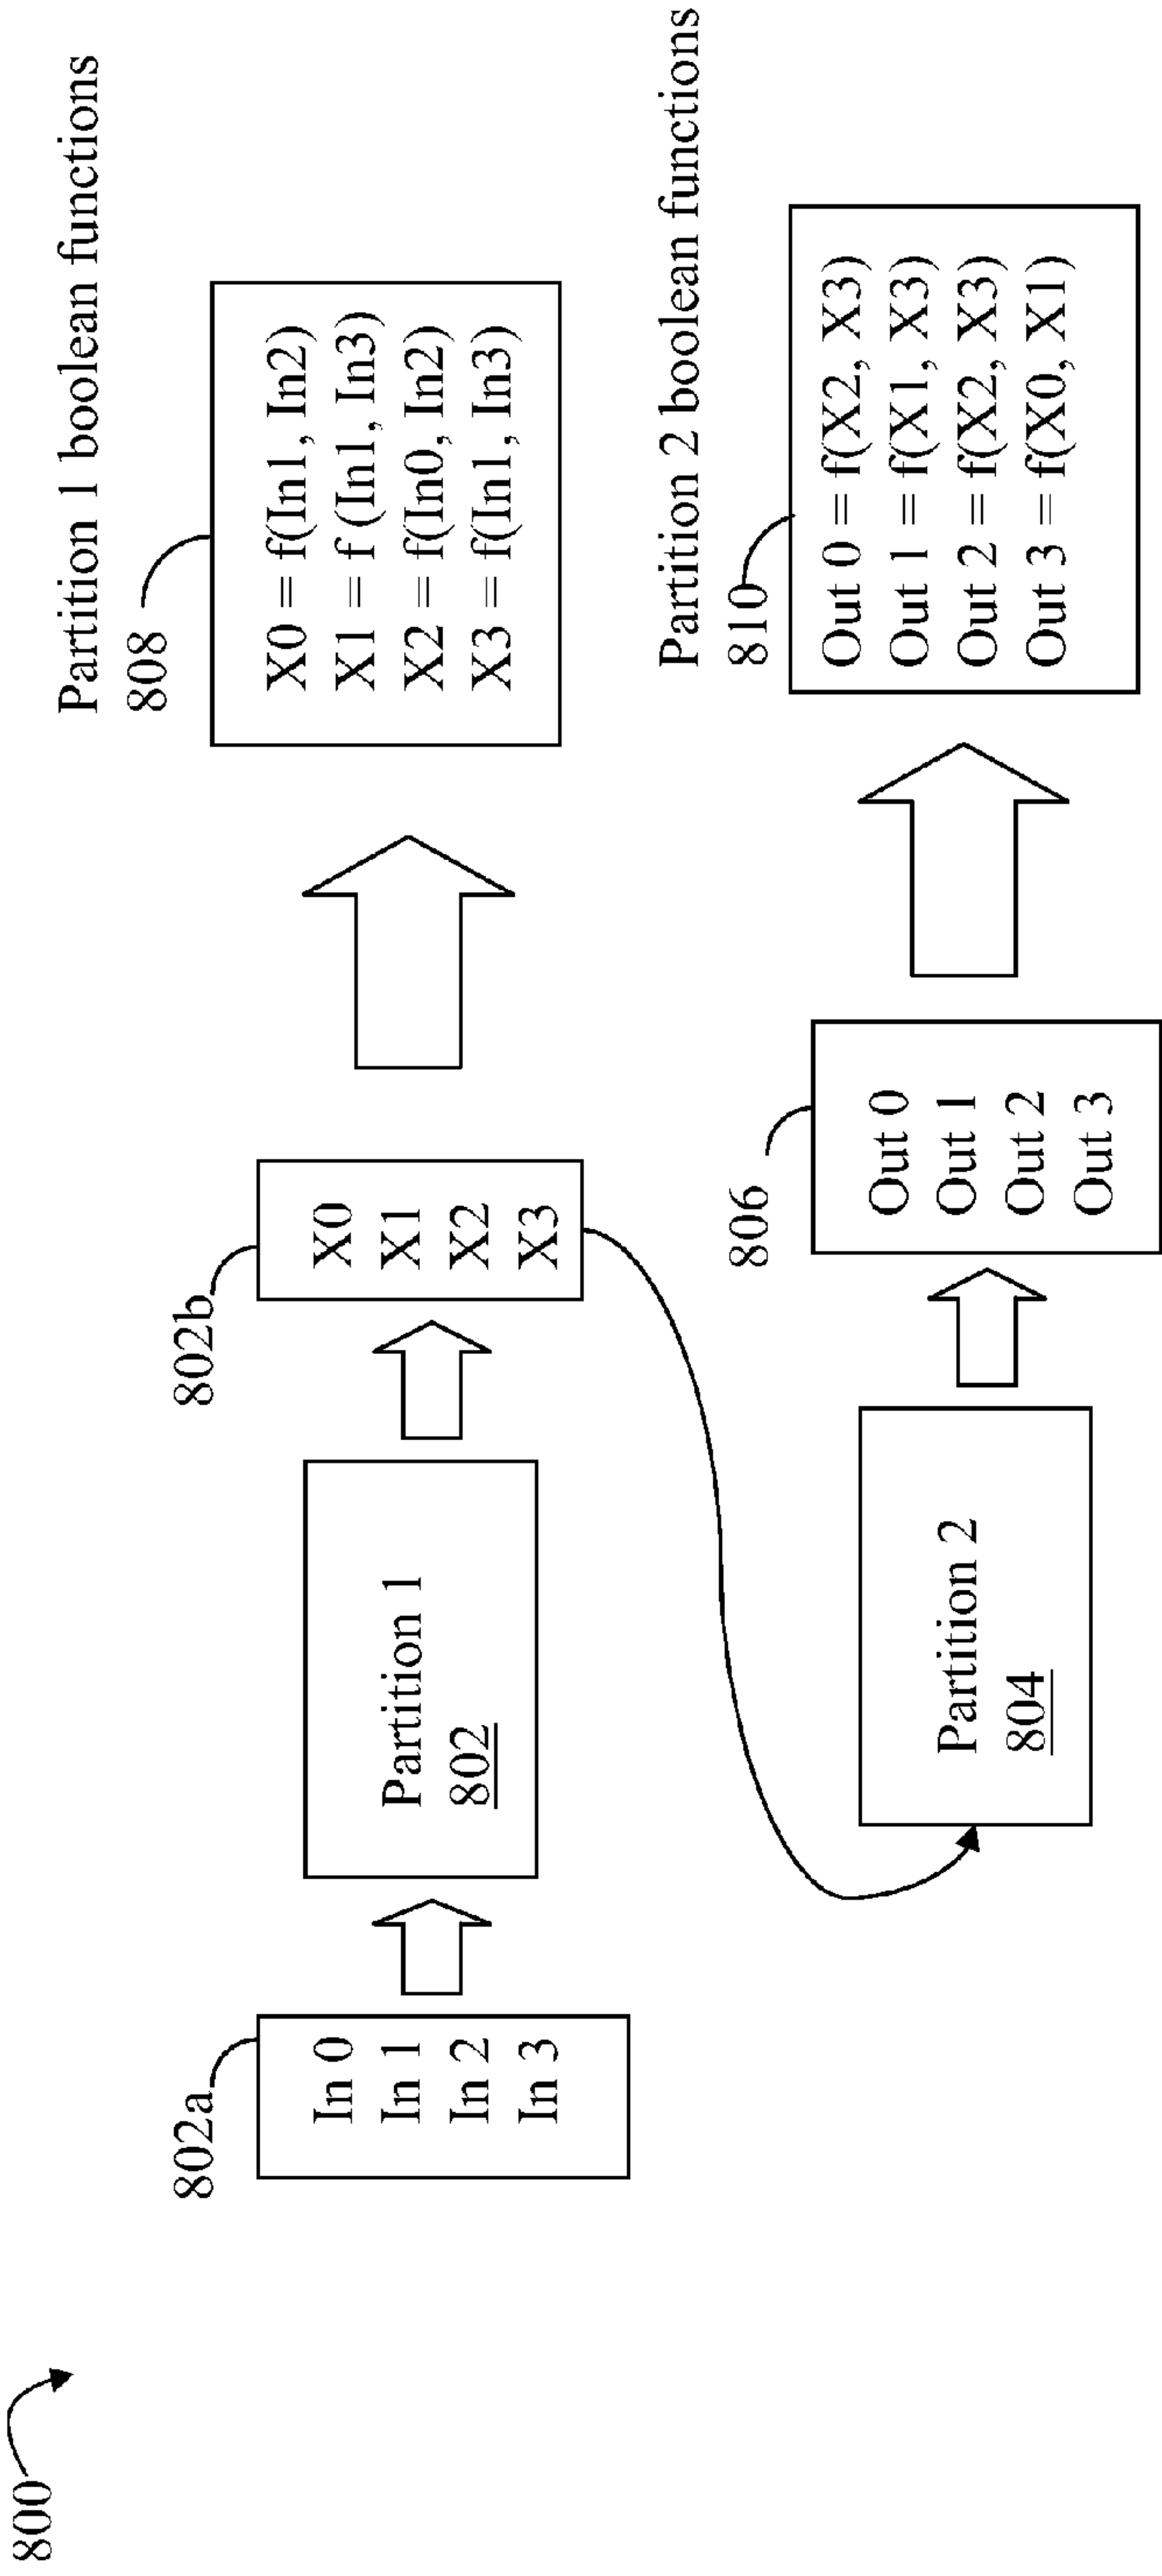 800
802a
In 0
In 1
In 2
In 3
Partition 1
802
802b
X0
X1
X2
X3
Partition 1 boolean functions
808
X0 = f(In1, In2)
X1 = f (In1, In3)
X2 = f(In0, In2)
X3 = f(In1, In3)
Partition 2
804
806
Out 0
Out 1
Out 2
Out 3
Partition 2 boolean functions
810
Out 0 = f(X2, X3)
Out 1 = f(X1, X3)
Out 2 = f(X2, X3)
Out 3 = f(X0, X1)